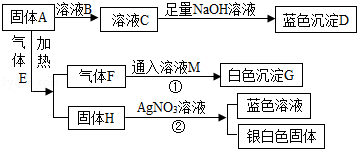 固体A
溶液B
溶液C
足量NaOH溶液
蓝色沉淀D
气体E
加热
气体F
通入溶液M
①
白色沉淀G
固体H
AgNO₃溶液
②
蓝色溶液
银白色固体